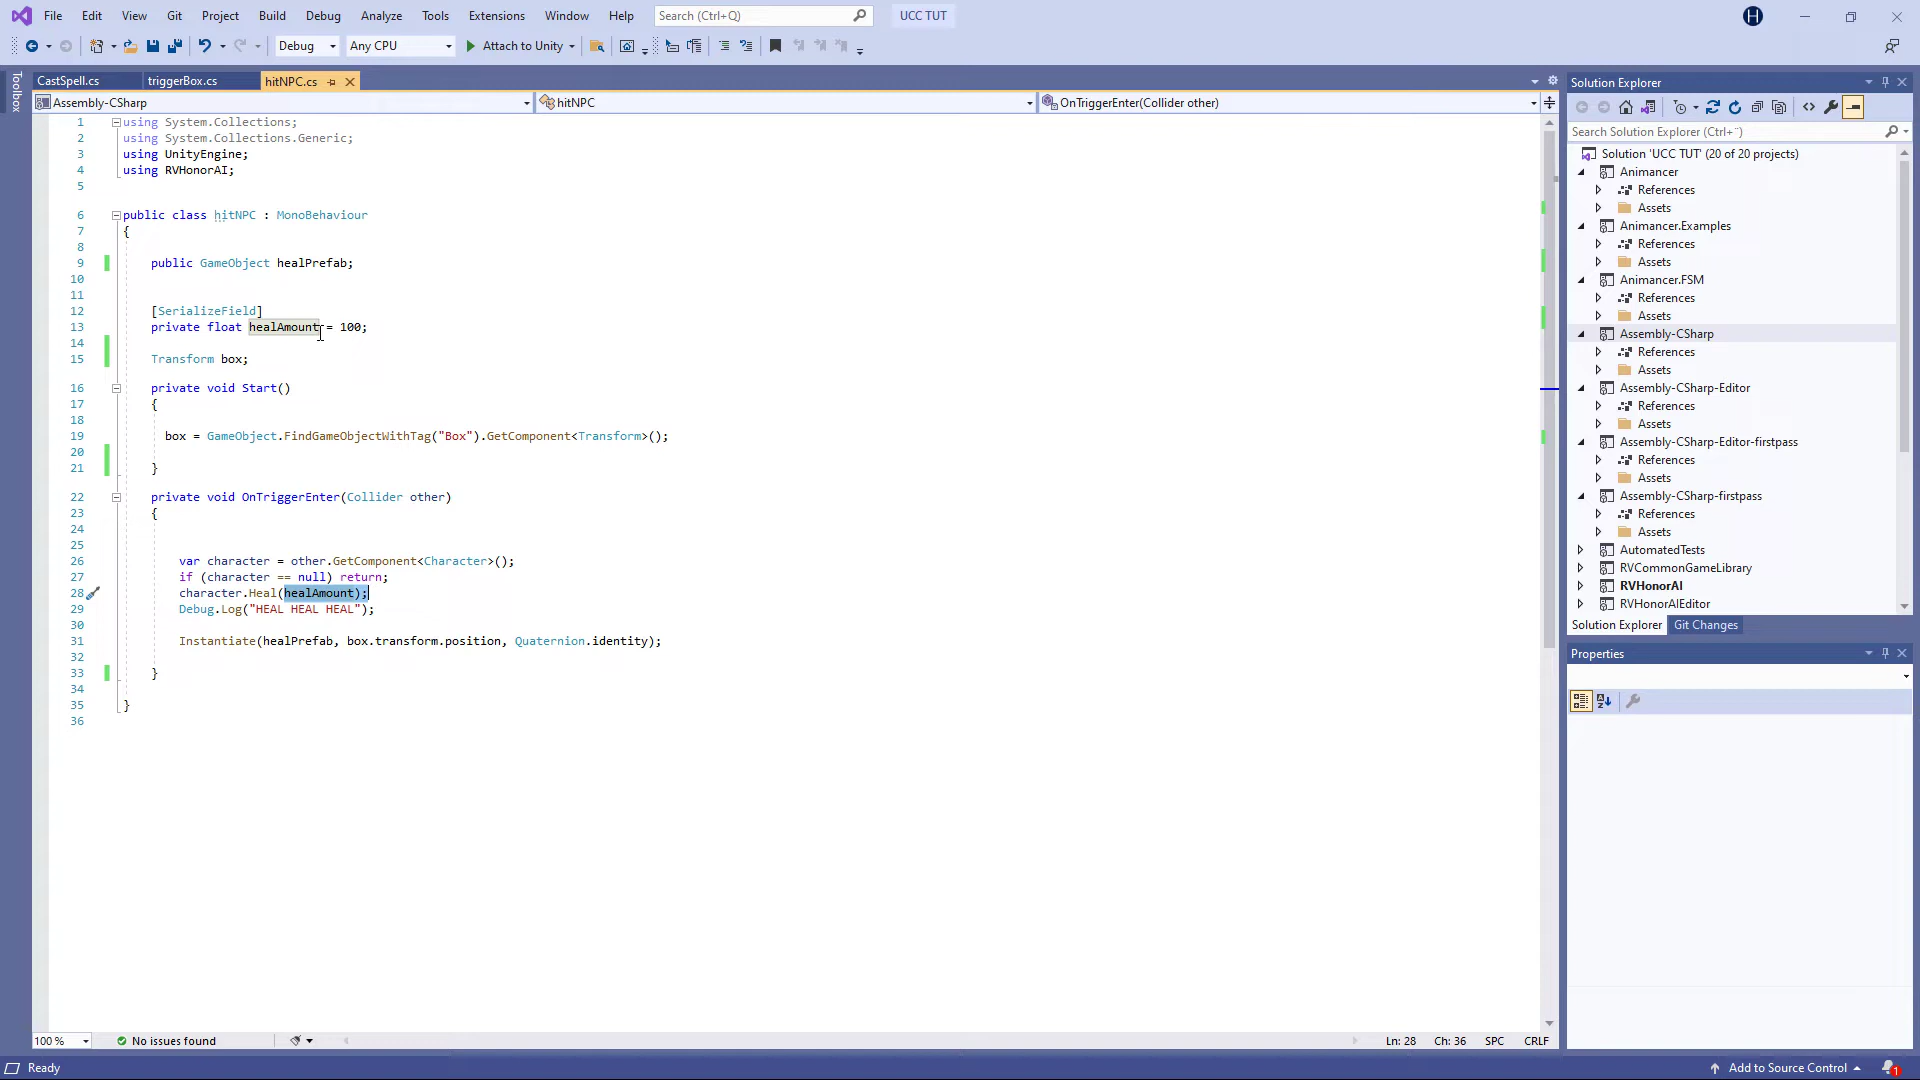 File Edit View Git Project Build Debug Analyze Tools Extensions Window Help Search (Ctrl+Q) UCC TUT H
Debug Any CPU Attach to Unity
Toolbox
CastSpell.cs triggerBox.cs hitNPC.cs
Assembly-CSharp hitNPC OnTriggerEnter(Collider other)
1 using System.Collections;
2 using System.Collections.Generic;
3 using UnityEngine;
4 using RVHonorAI;
5
6 public class hitNPC : MonoBehaviour
7 {
8
9 public GameObject healPrefab;
10
11
12 [SerializeField]
13 private float healAmount = 100;
14
15 Transform box;
16 private void Start()
17 {
18
19 box = GameObject.FindGameObjectWithTag("Box").GetComponent<Transform>();
20
21 }
22 private void OnTriggerEnter(Collider other)
23 {
24
25
26 var character = other.GetComponent<Character>();
27 if (character == null) return;
28 character.Heal(healAmount);
29 Debug.Log("HEAL HEAL HEAL");
30
31 Instantiate(healPrefab, box.transform.position, Quaternion.identity);
32
33 }
34
35 }
36
100 % No issues found Ln: 28 Ch: 36 SPC CRLF
Solution Explorer
Search Solution Explorer (Ctrl+¨)
Solution 'UCC TUT' (20 of 20 projects)
Animancer
References
Assets
Animancer.Examples
References
Assets
Animancer.FSM
References
Assets
Assembly-CSharp
References
Assets
Assembly-CSharp-Editor
References
Assets
Assembly-CSharp-Editor-firstpass
References
Assets
Assembly-CSharp-firstpass
References
Assets
AutomatedTests
RVCommonGameLibrary
RVHonorAI
RVHonorAIEditor
Solution Explorer Git Changes
Properties
Ready Add to Source Control 1